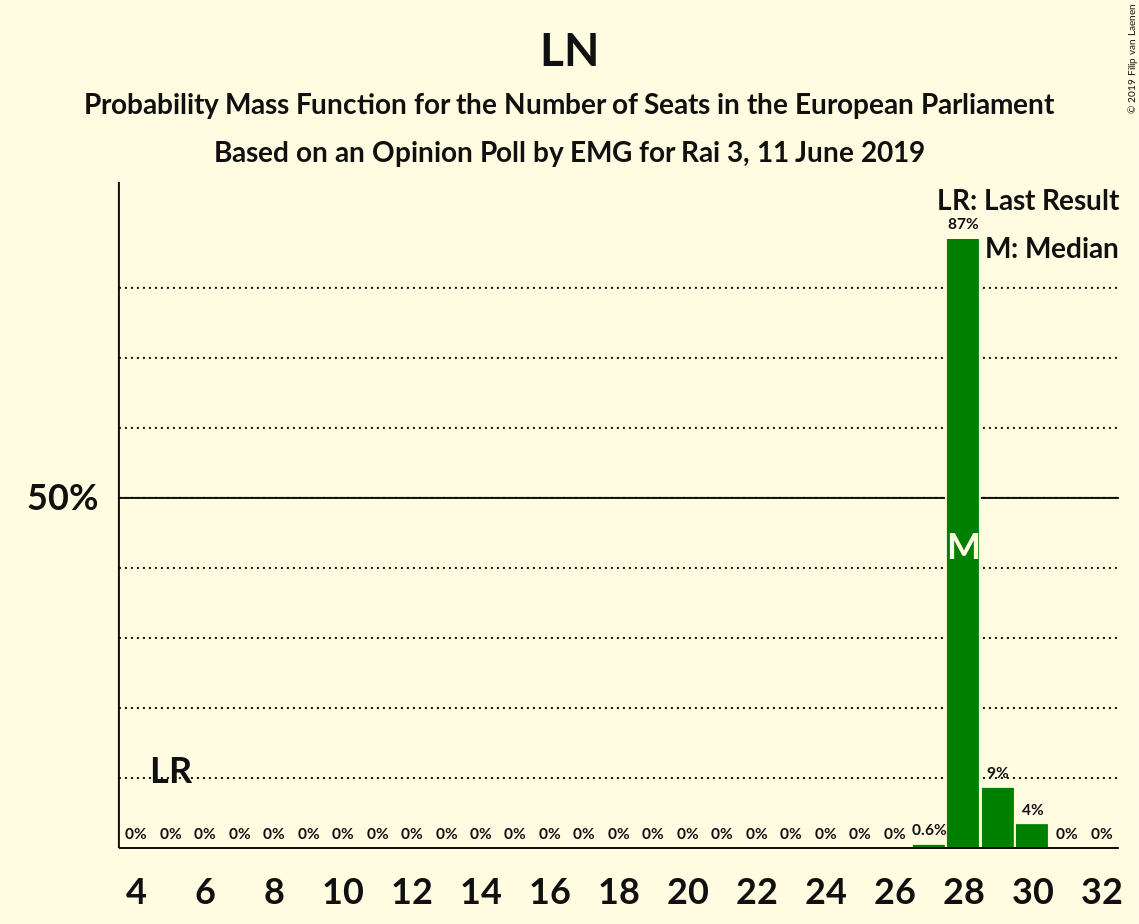 LN
Probability Mass Function for the Number of Seats in the European Parliament
Based on an Opinion Poll by EMG for Rai 3, 11 June 2019
© 2019 Filip van Laenen
LR: Last Result
87%
M: Median
50%
M
LR
9%
4%
0% 0% 0% 0% 0% 0% 0% 0% 0% 0% 0% 0% 0% 0% 0% 0% 0% 0% 0% 0% 0% 0% 0% 0.6% 0% 0%
4 6 8 10 12 14 16 18 20 22 24 26 28 30 32